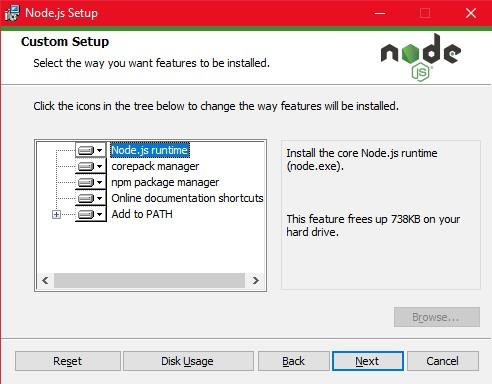 Node.js Setup
Custom Setup
Select the way you want features to be installed.
node
JS
Click the icons in the tree below to change the way features will be installed.
Node.js runtime
corepack manager
npm package manager
Online documentation shortcuts
Add to PATH
Install the core Node.js runtime
(node.exe).
This feature frees up 738KB on your
hard drive.
Browse...
Reset
Disk Usage
Back
Next
Cancel